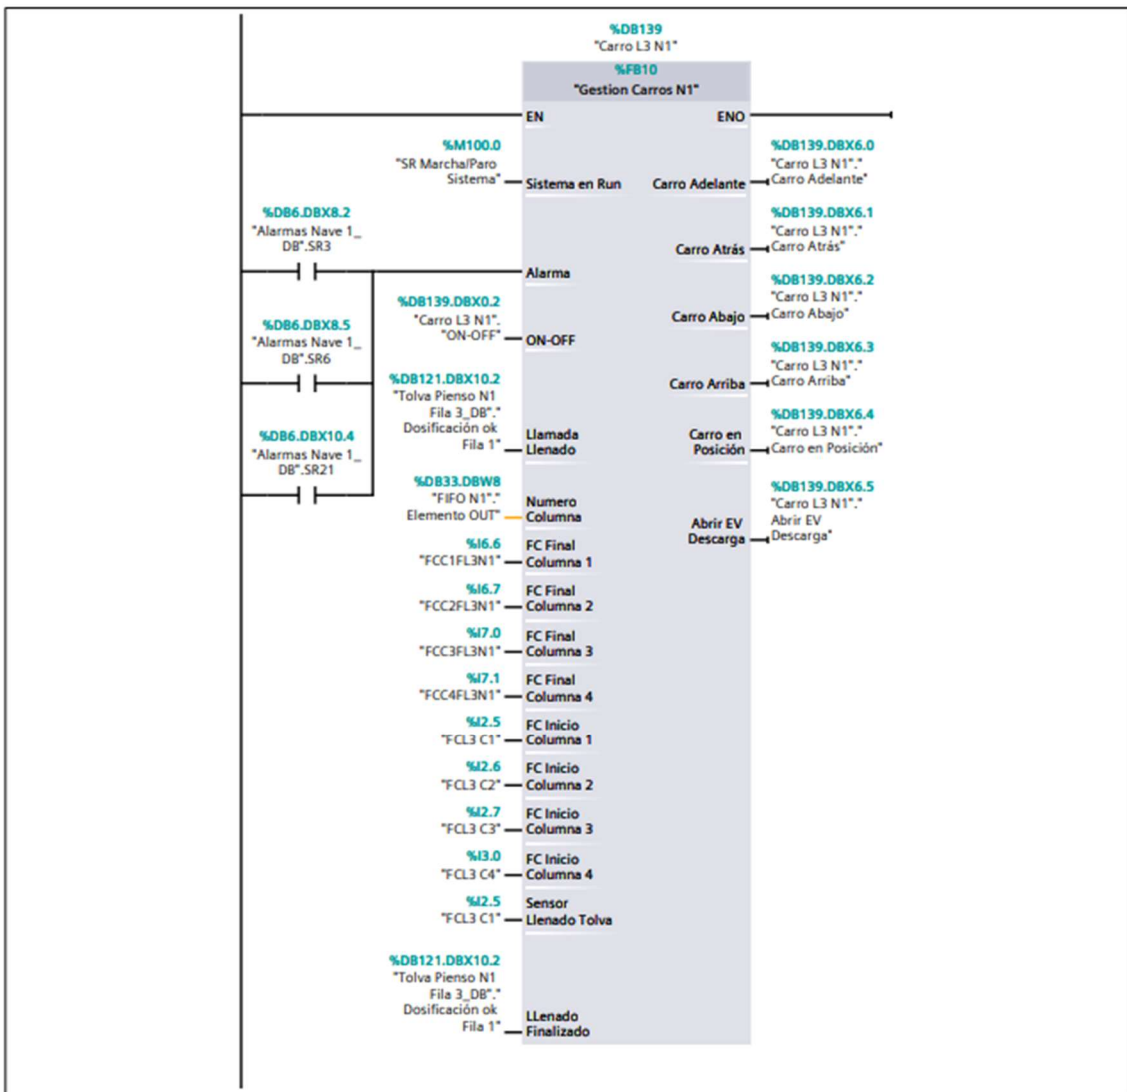 %DB139
"Carro L3 N1"
%FB10
"Gestion Carros N1"
EN
ENO
%M100.0
"SR Marcha/Paro
Sistema"
Sistema en Run
Carro Adelante
%DB139.DBX6.0
"Carro L3 N1"."
Carro Adelante"
%DB6.DBX8.2
"Alarmas Nave 1_
DB".SR3
Alarma
Carro Atrás
%DB139.DBX6.1
"Carro L3 N1"."
Carro Atrás"
%DB139.DBX0.2
"Carro L3 N1".
"ON-OFF"
ON-OFF
Carro Abajo
%DB139.DBX6.2
"Carro L3 N1"."
Carro Abajo"
%DB6.DBX8.5
"Alarmas Nave 1_
DB".SR6
Carro Arriba
%DB139.DBX6.3
"Carro L3 N1"."
Carro Arriba"
%DB121.DBX10.2
"Tolva Pienso N1
Fila 3_DB"."
Dosificación ok
Fila 1"
Llamada
Llenado
Carro en
Posición
%DB139.DBX6.4
"Carro L3 N1"."
Carro en Posición"
%DB6.DBX10.4
"Alarmas Nave 1_
DB".SR21
%DB33.DBW8
"FIFO N1"."
Elemento OUT"
Numero
Columna
Abrir EV
Descarga
%DB139.DBX6.5
"Carro L3 N1"."
Abrir EV
Descarga"
%I6.6
"FCC1FL3N1"
FC Final
Columna 1
%I6.7
"FCC2FL3N1"
FC Final
Columna 2
%I7.0
"FCC3FL3N1"
FC Final
Columna 3
%I7.1
"FCC4FL3N1"
FC Final
Columna 4
%I2.5
"FCL3 C1"
FC Inicio
Columna 1
%I2.6
"FCL3 C2"
FC Inicio
Columna 2
%I2.7
"FCL3 C3"
FC Inicio
Columna 3
%I3.0
"FCL3 C4"
FC Inicio
Columna 4
%I2.5
"FCL3 C1"
Sensor
Llenado Tolva
%DB121.DBX10.2
"Tolva Pienso N1
Fila 3_DB"."
Dosificación ok
Fila 1"
LLenado
Finalizado